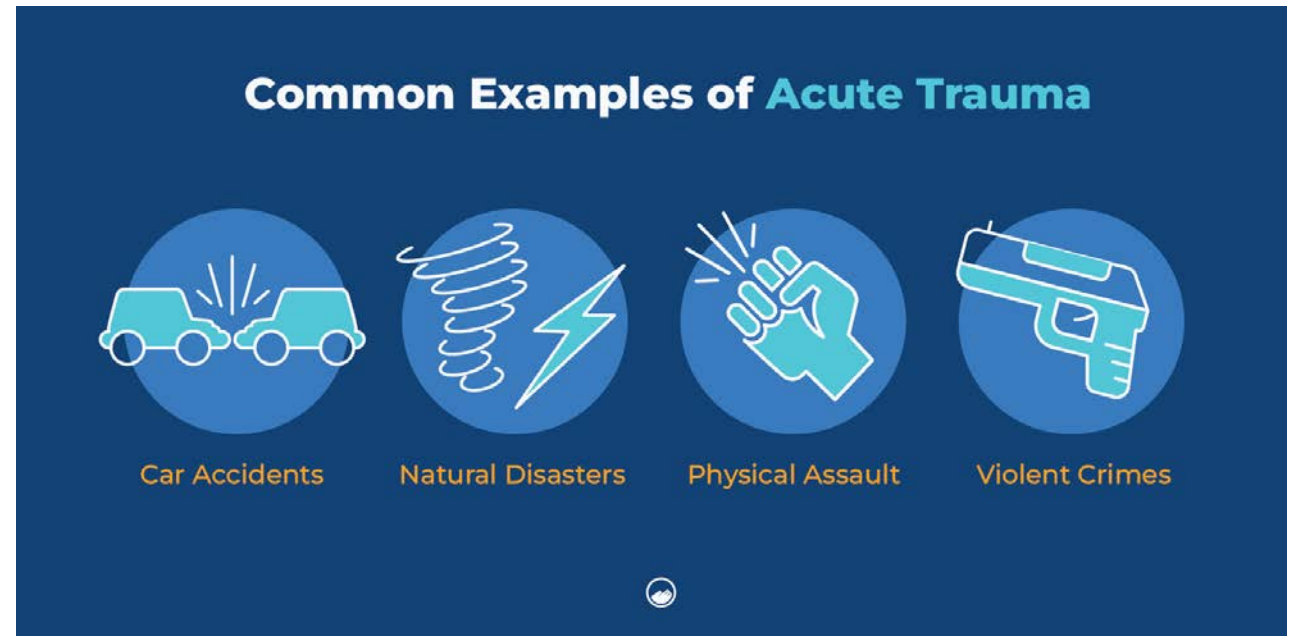 Common Examples of Acute Trauma
Car Accidents
Natural Disasters
Physical Assault
Violent Crimes